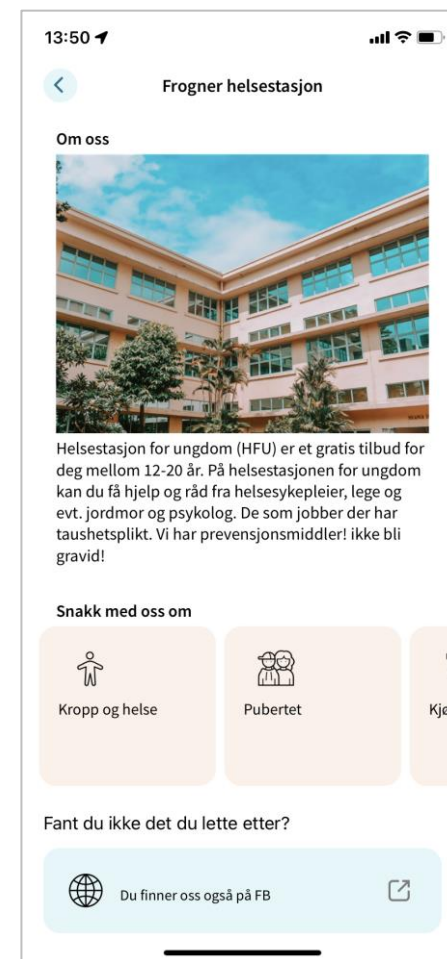 13:50
Frogner helsestasjon
Om oss
Helsestasjon for ungdom (HFU) er et gratis tilbud for
deg mellom 12-20 år. På helsestasjonen for ungdom
kan du få hjelp og råd fra helsesykepleier, lege og
evt. jordmor og psykolog. De som jobber der har
taushetsplikt. Vi har prevensjonsmiddler! ikke bli
gravid!
Snakk med oss om
Kropp og helse
Pubertet
Fant du ikke det du lette etter?
Du finner oss også på FB